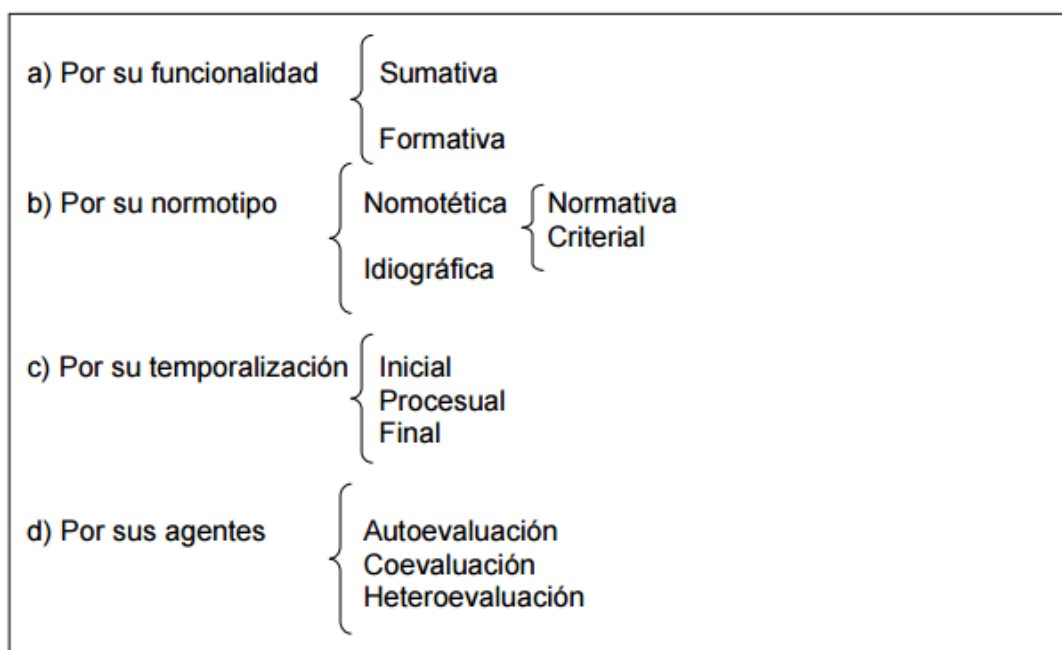 a) Por su funcionalidad Sumativa
Formativa
b) Por su normotipo Nomotética Normativa
Criterial
Idiográfica
c) Por su temporalización Inicial
Procesual
Final
d) Por sus agentes Autoevaluación
Coevaluación
Heteroevaluación